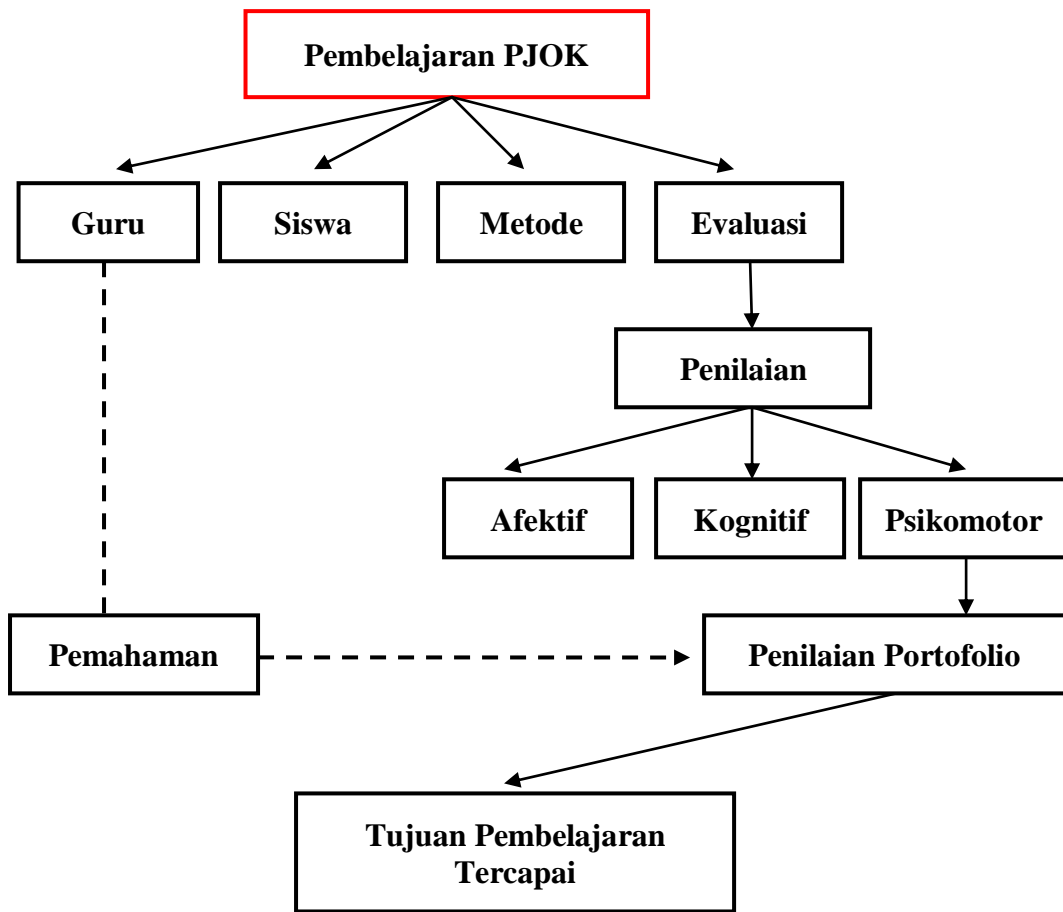 Pembelajaran PJOK
Guru
Siswa
Metode
Evaluasi
Penilaian
Afektif
Kognitif
Psikomotor
Pemahaman
Penilaian Portofolio
Tujuan Pembelajaran
Tercapai